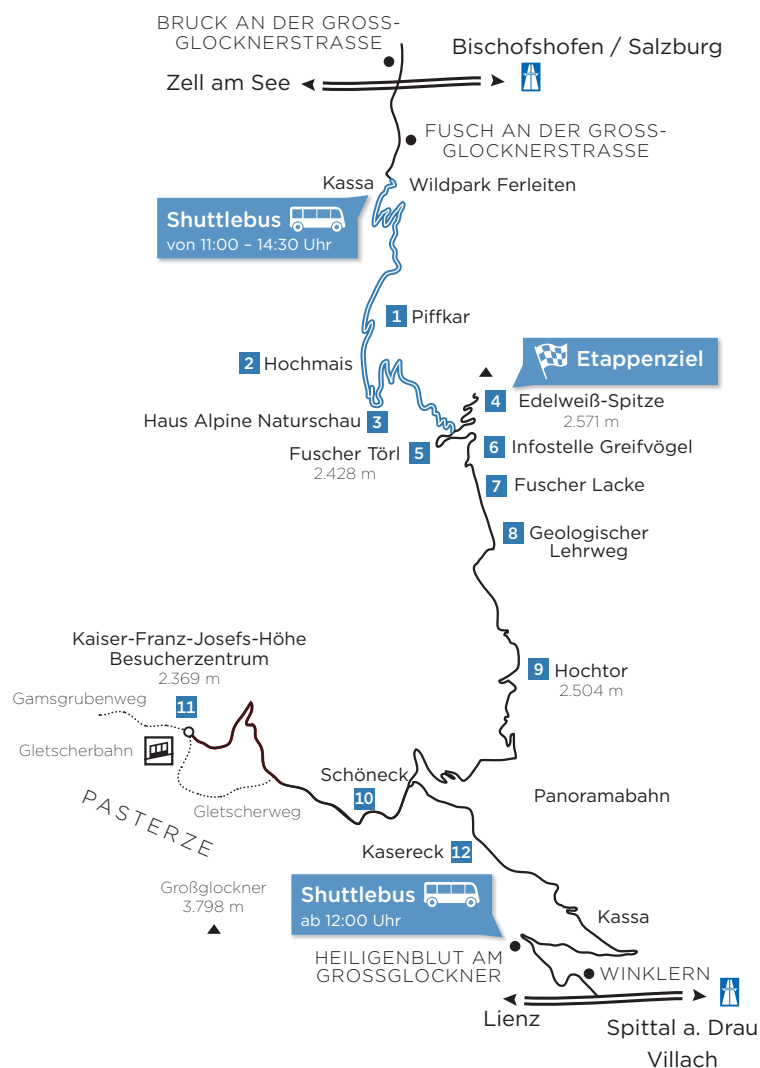 BRUCK AN DER GROSS-
GLOCKNERSTRASSE
Bischofshofen / Salzburg
Zell am See
FUSCH AN DER GROSS-
GLOCKNERSTRASSE
Kassa
Wildpark Ferleiten
Shuttlebus
von 11:00 – 14:30 Uhr
1 Piffkar
2 Hochmais
Etappenziel
4 Edelweiß-Spitze
2.571 m
Haus Alpine Naturschau 3
Fuscher Törl 5
2.428 m
6 Infostelle Greifvögel
7 Fuscher Lacke
8 Geologischer
Lehrweg
Kaiser-Franz-Josefs-Höhe
Besucherzentrum
2.369 m
11
9 Hochtor
2.504 m
Gamsgrubenweg
Gletscherbahn
Schöneck
10
Gletscherweg
Panoramabahn
PASTERZE
Kasereck 12
Großglockner
3.798 m
Shuttlebus
ab 12:00 Uhr
Kassa
HEILIGENBLUT AM
GROSSGLOCKNER
WINKLERN
Lienz
Spittal a. Drau
Villach